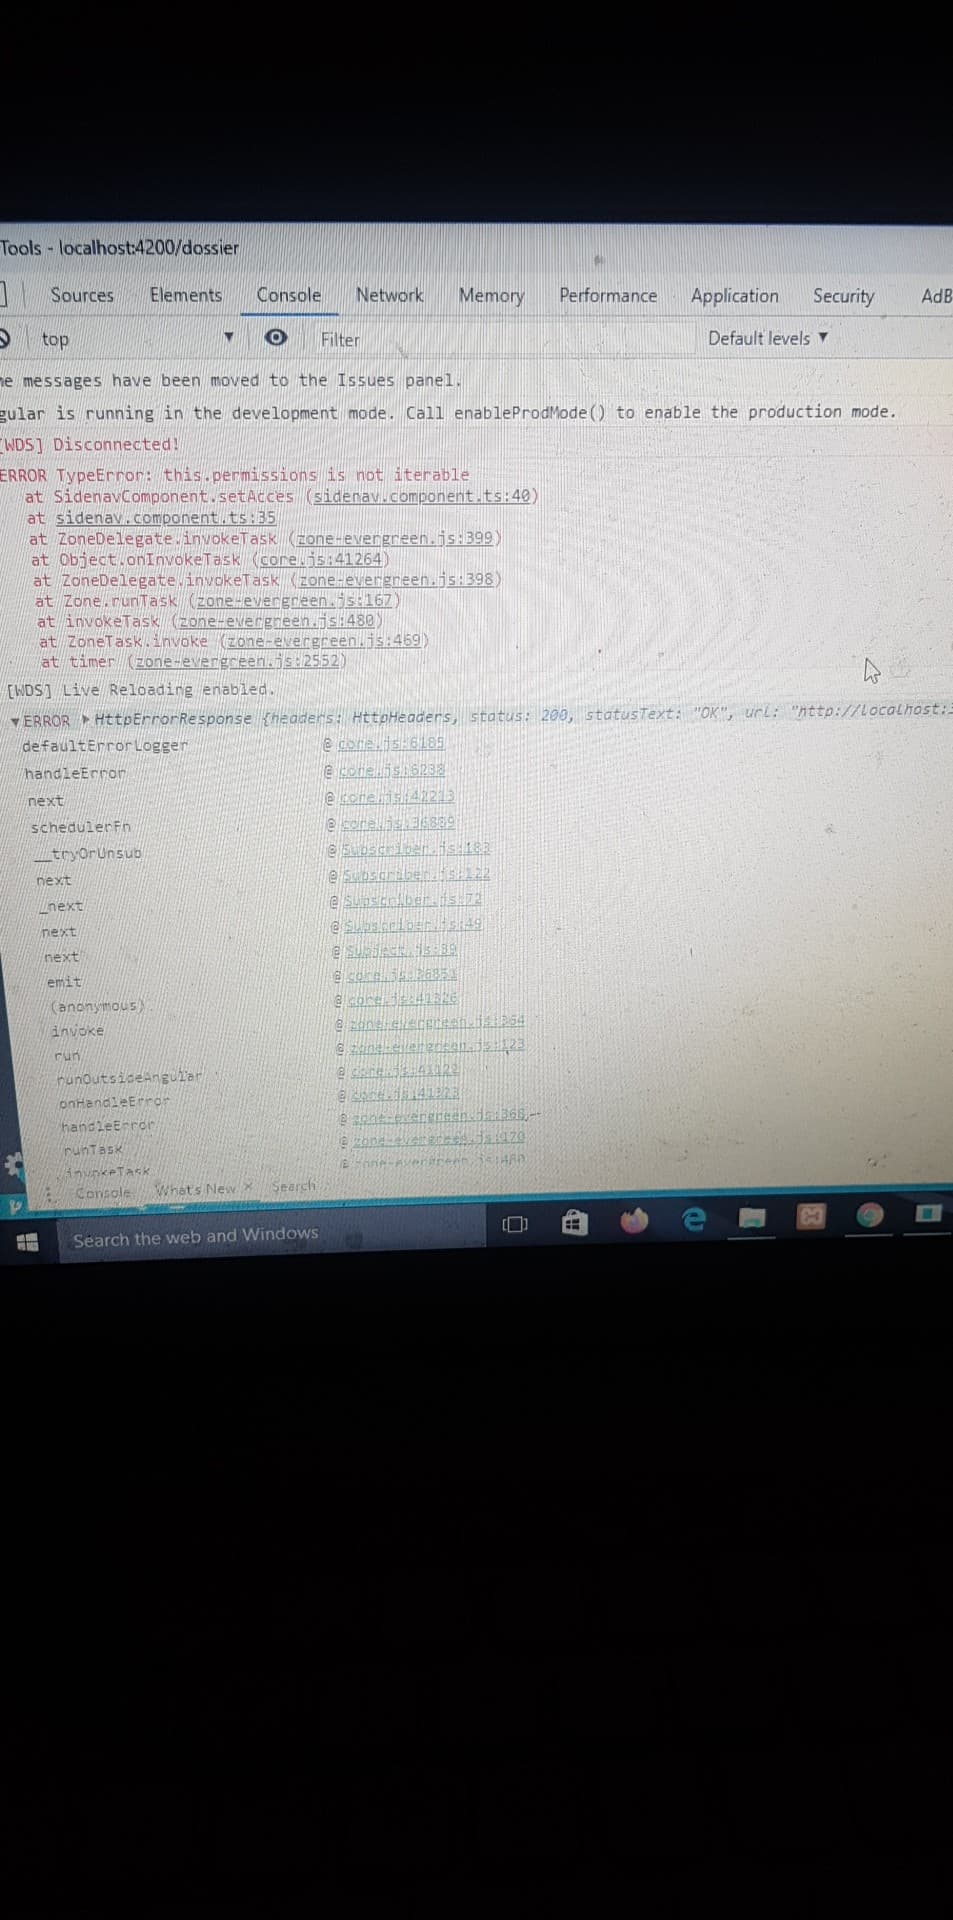 Tools - localhost:4200/dossier
Sources Elements Console Network Memory Performance Application Security AdB
top Filter Default levels ▼
me messages have been moved to the Issues panel.
gular is running in the development mode. Call enableProdMode() to enable the production mode.
[WDS] Disconnected!
ERROR TypeError: this.permissions is not iterable
at SidenavComponent.setAcces (sidenav.component.ts:40)
at sidenav.component.ts:35
at ZoneDelegate.invokeTask (zone-evergreen.js:399)
at Object.onInvokeTask (core.js:41264)
at ZoneDelegate.invokeTask (zone-evergreen.js:398)
at Zone.runTask (zone-evergreen.js:167)
at invokeTask (zone-evergreen.js:480)
at ZoneTask.invoke (zone-evergreen.js:469)
at timer (zone-evergreen.js:2552)
[WDS] Live Reloading enabled.
▼ ERROR ▶ HttpErrorResponse {headers: HttpHeaders, status: 200, statusText: "OK", url: "http://localhost:
defaultErrorLogger @ core.js:6185
handleError @ core.js:6233
next @ core.js:42213
schedulerFn @ core.js:36889
__tryOrUnsub @ Subscriber.js:183
next @ Subscriber.js:122
_next @ Subscriber.js:72
next @ Subscriber.js:49
next @ Subject.js:39
emit @
(anonymous) @ core.js:41326
invoke @ zone-evergreen.js:364
run @ zone-evergreen.js:123
runOutsideAngular @ core.js:41122
onHandleError @ core.js:41323
handleError @ zone-evergreen.js:368
runTask @ zone-evergreen.js:170
invokeTask @ zone-evergreen.js:480
Console What's New × Search
Search the web and Windows